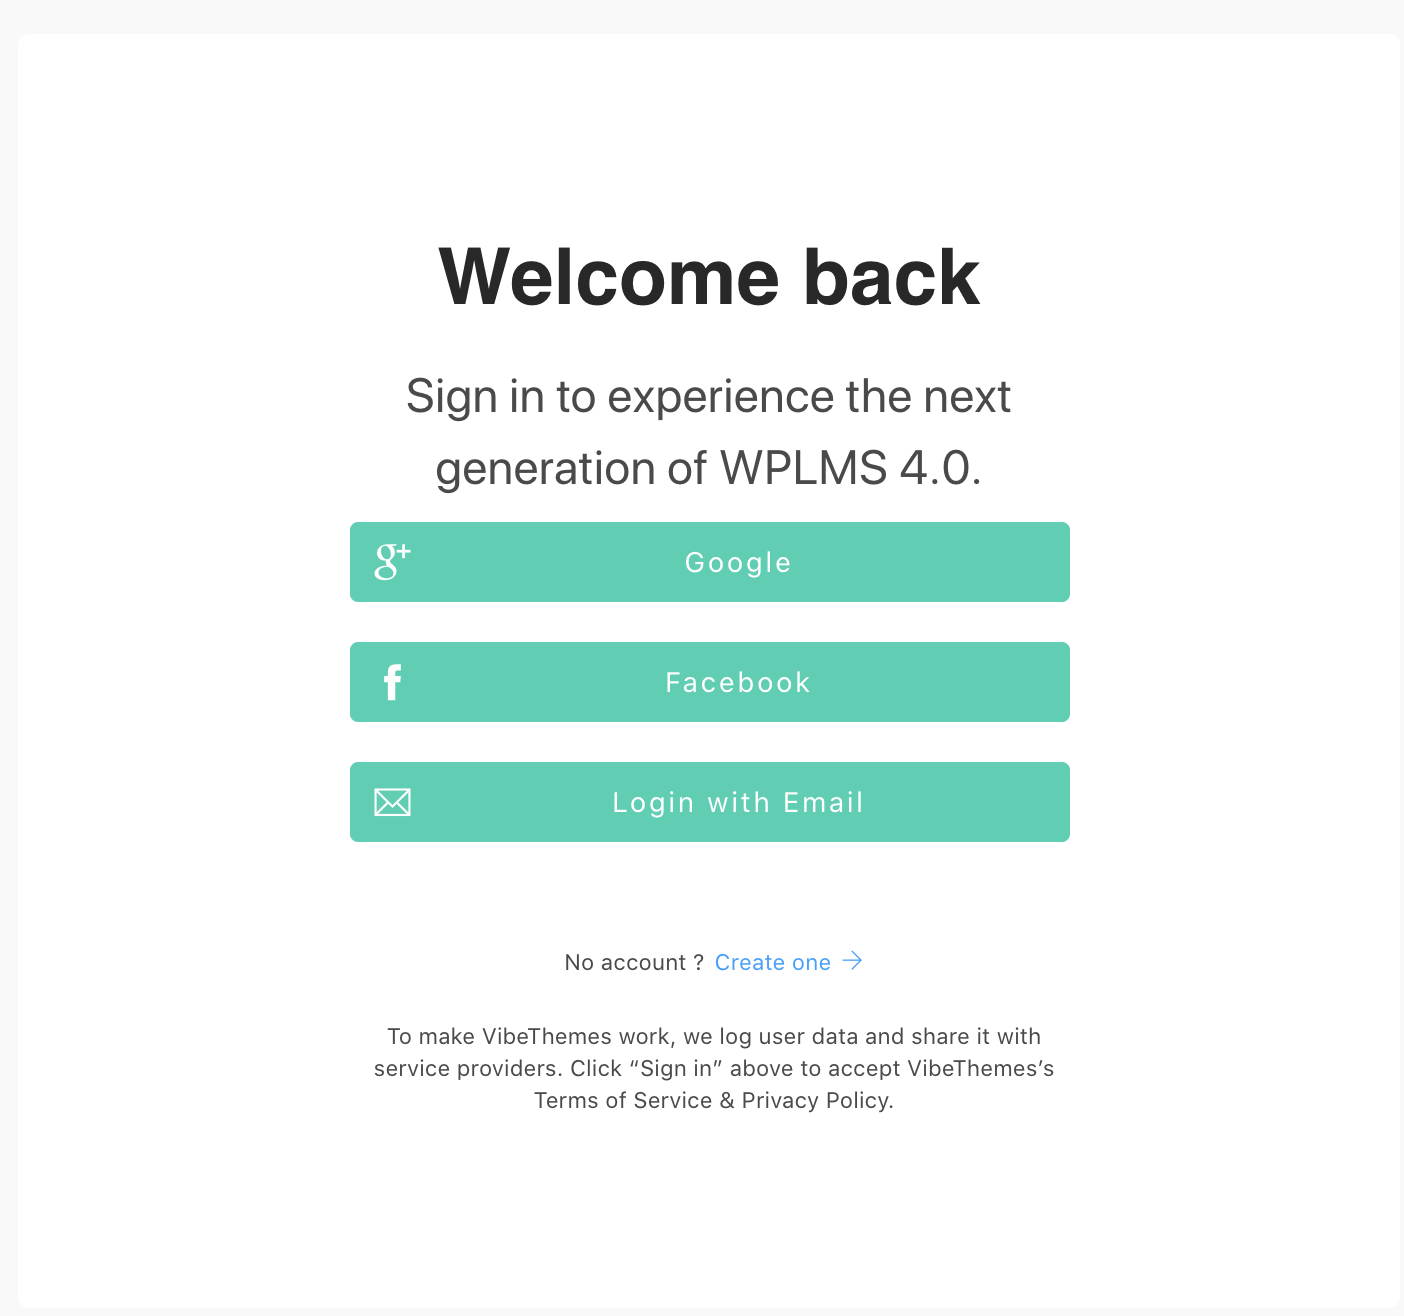 Welcome back
Sign in to experience the next
generation of WPLMS 4.0.
g+ Google
f Facebook
Login with Email
No account ? Create one
To make VibeThemes work, we log user data and share it with
service providers. Click “Sign in” above to accept VibeThemes’s
Terms of Service & Privacy Policy.